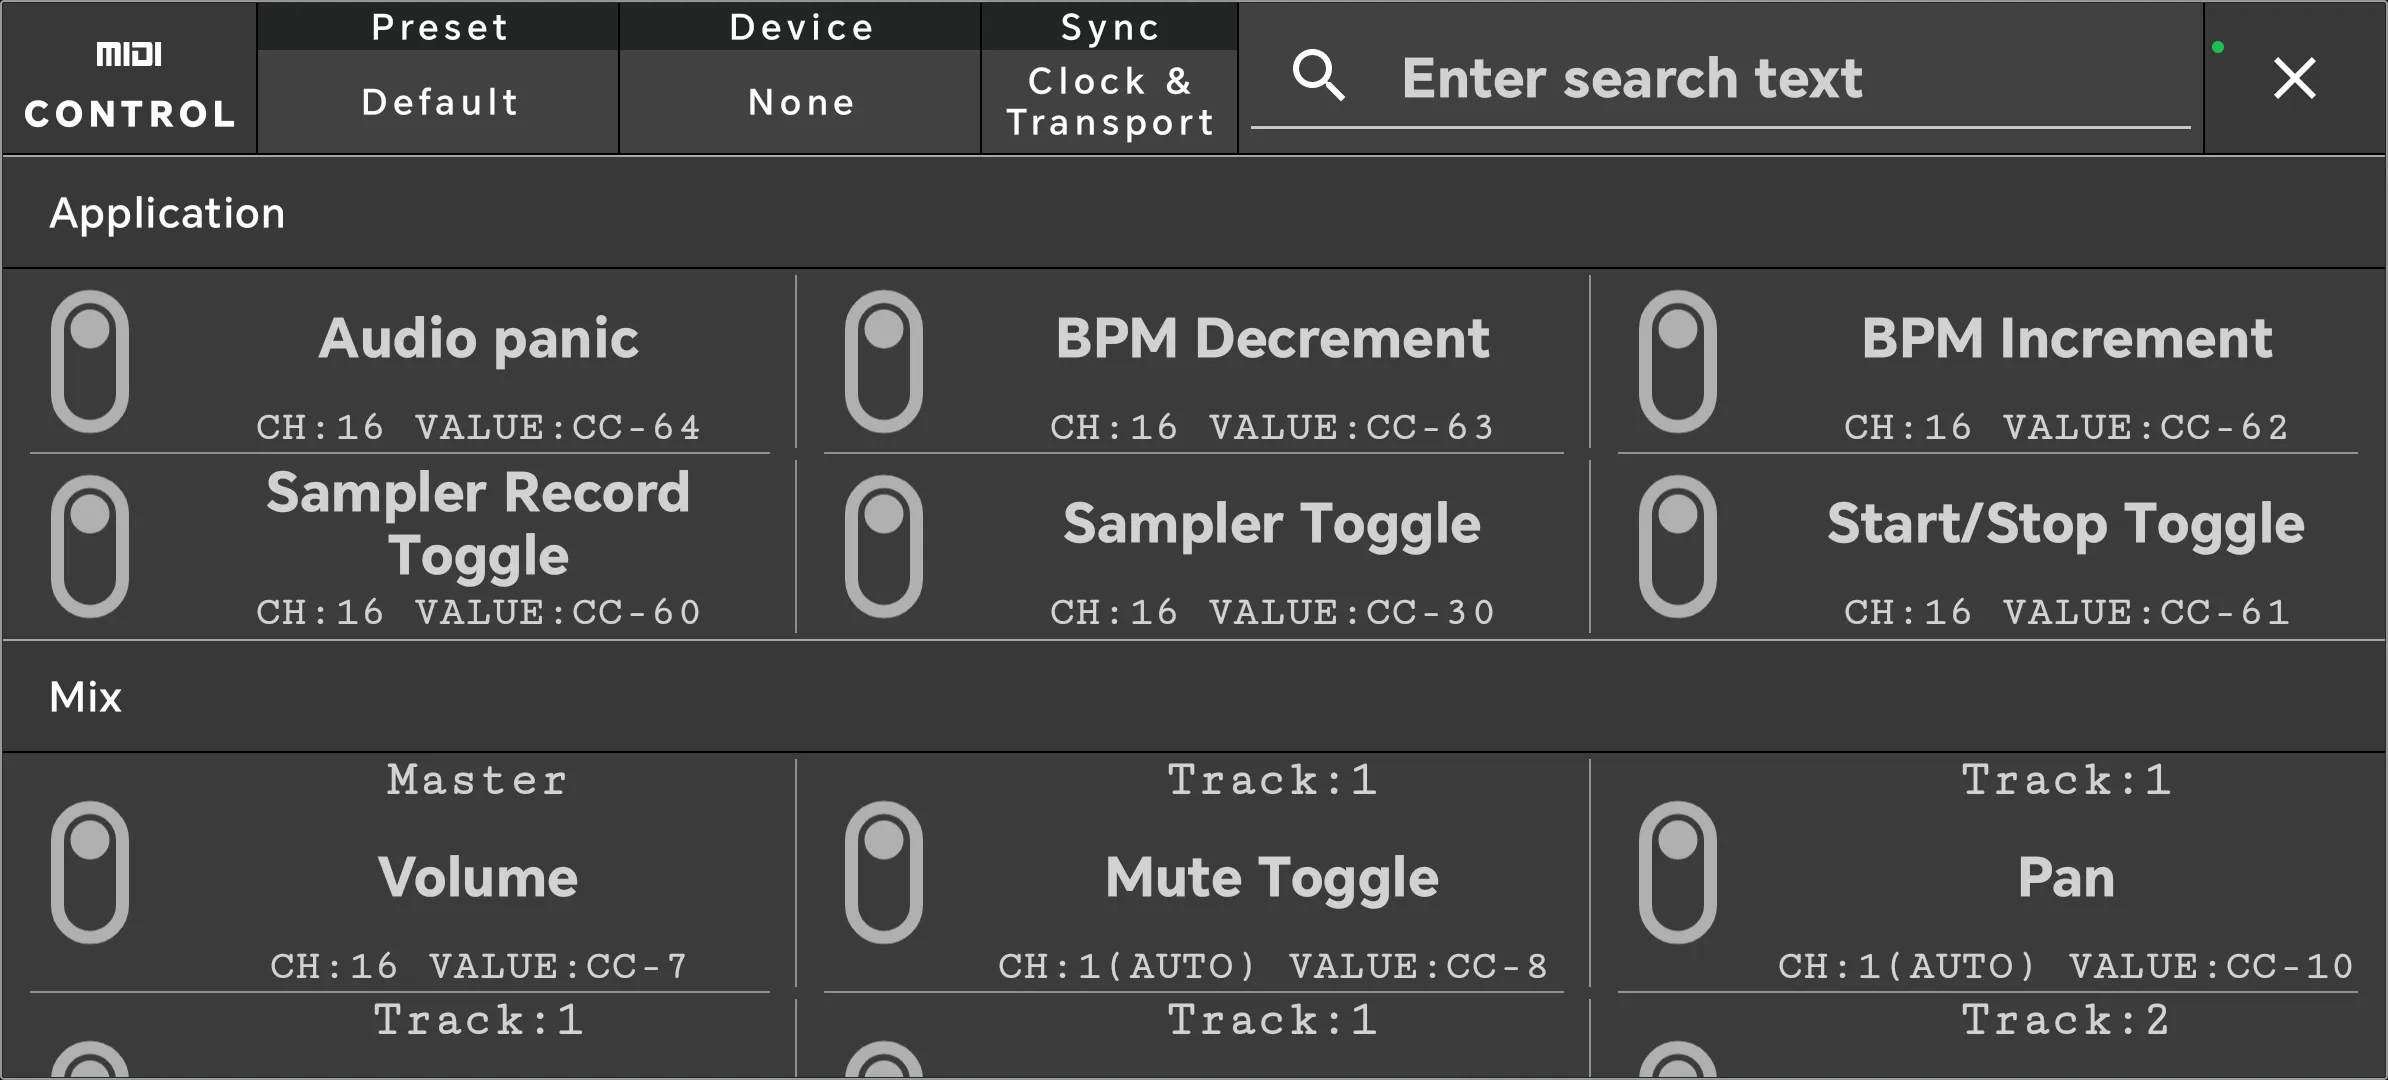 MIDI
CONTROL
Preset
Default
Device
None
Sync
Clock &
Transport
Enter search text
Application
Audio panic
CH:16 VALUE:CC-64
BPM Decrement
CH:16 VALUE:CC-63
BPM Increment
CH:16 VALUE:CC-62
Sampler Record
Toggle
CH:16 VALUE:CC-60
Sampler Toggle
CH:16 VALUE:CC-30
Start/Stop Toggle
CH:16 VALUE:CC-61
Mix
Master
Volume
CH:16 VALUE:CC-7
Track:1
Mute Toggle
CH:1(AUTO) VALUE:CC-8
Track:1
Pan
CH:1(AUTO) VALUE:CC-10
Track:1
Track:1
Track:2